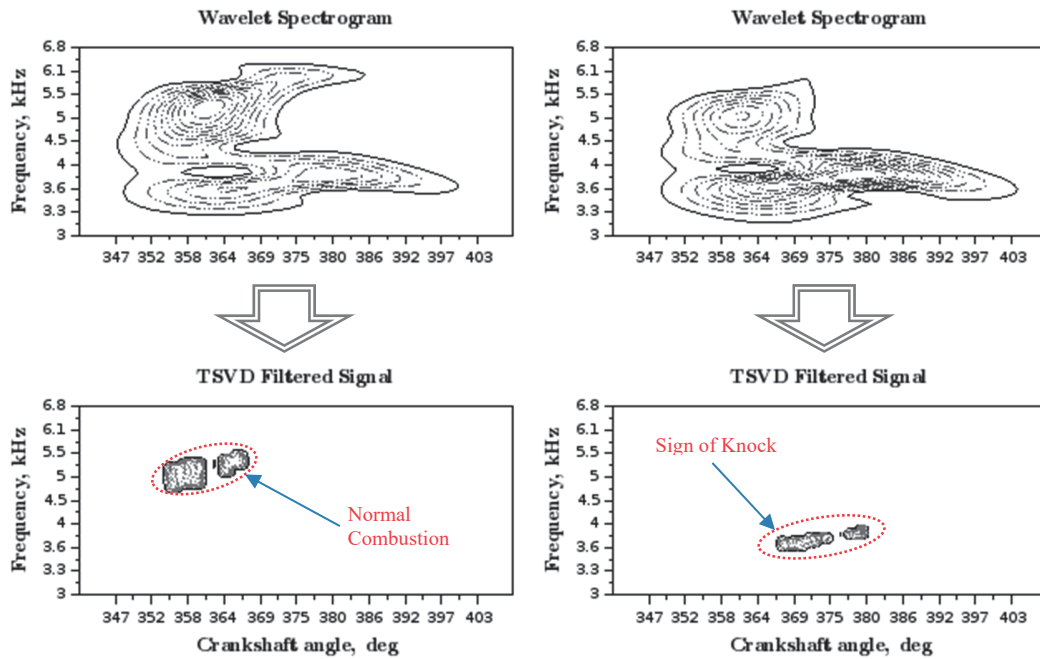 Wavelet Spectrogram
Frequency, kHz
6.8
6.1
5.5
5
4.5
4
3.6
3.3
3
347 352 358 364 369 375 380 386 392 397 403
Wavelet Spectrogram
Frequency, kHz
6.8
6.1
5.5
5
4.5
4
3.6
3.3
3
347 352 358 364 369 375 380 386 392 397 403
TSVD Filtered Signal
Frequency, kHz
6.8
6.1
5.5
5
4.5
4
3.6
3.3
3
Normal
Combustion
347 352 358 364 369 375 380 386 392 397 403
Crankshaft angle, deg
TSVD Filtered Signal
Frequency, kHz
6.8
6.1
5.5
5
4.5
4
3.6
3.3
3
Sign of Knock
347 352 358 364 369 375 380 386 392 397 403
Crankshaft angle, deg